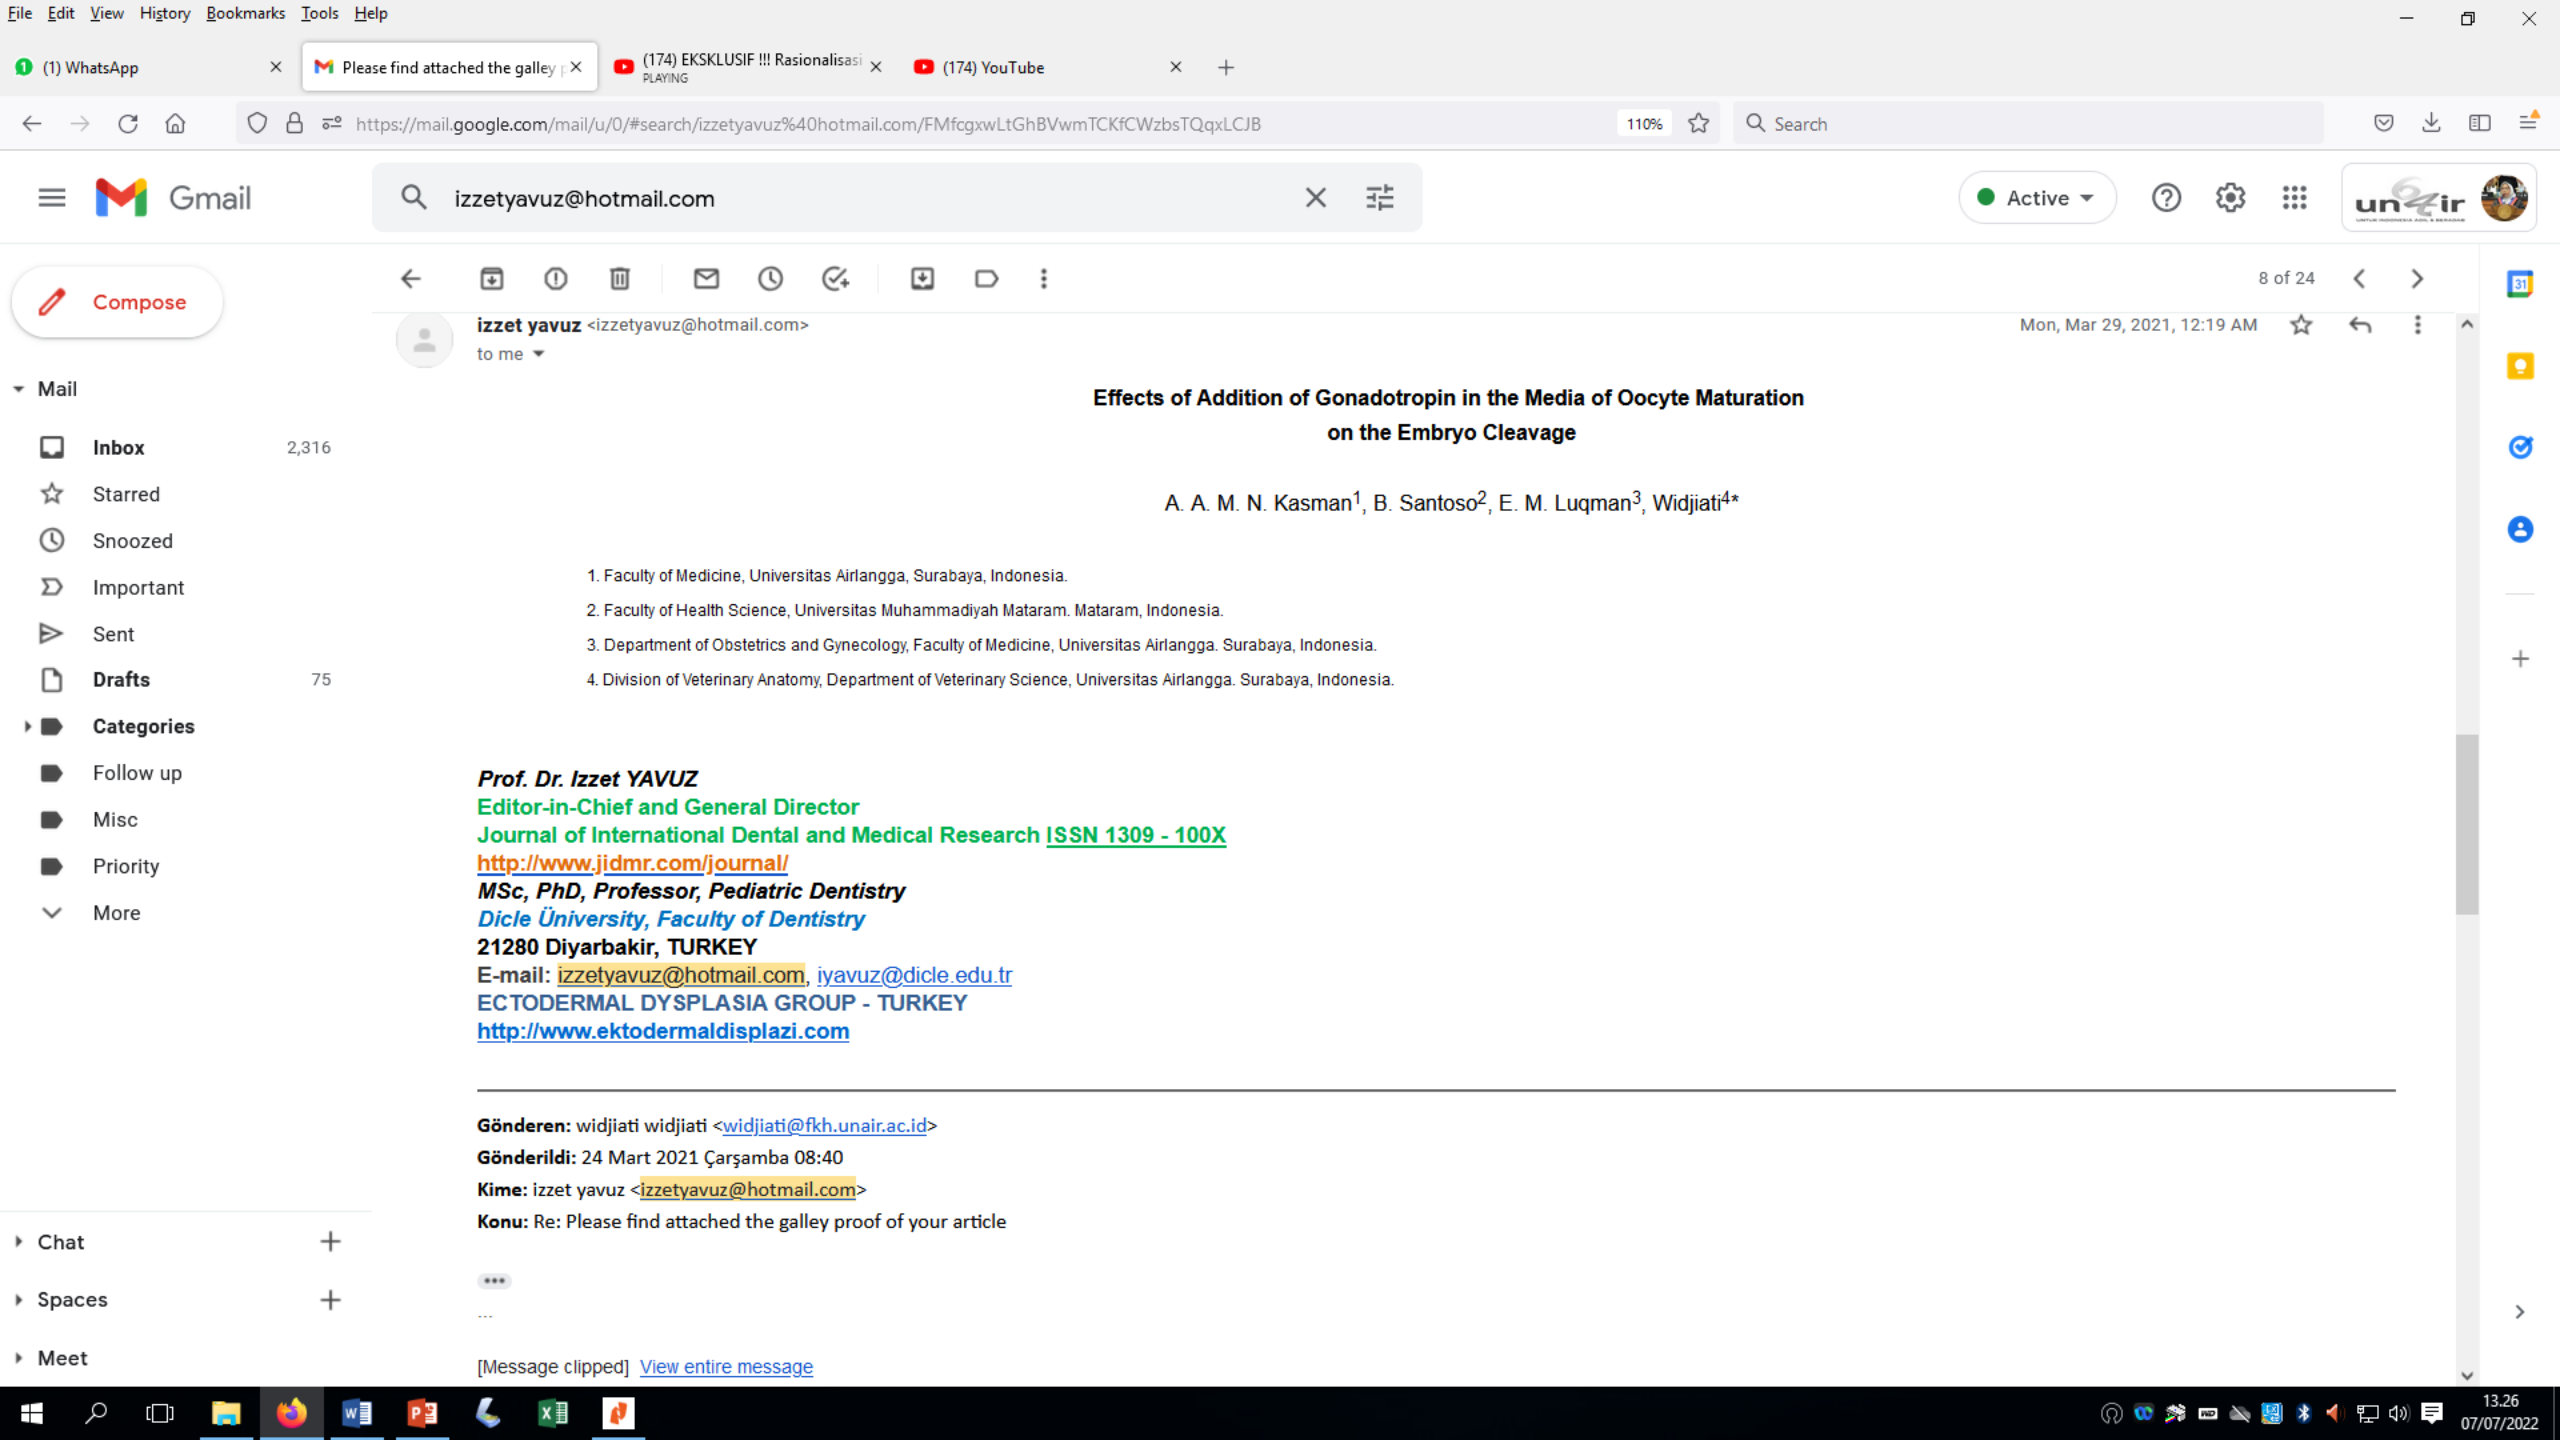 File Edit View History Bookmarks Tools Help
(1) WhatsApp
Please find attached the galley p
(174) EKSKLUSIF !!! Rasionalisasi
PLAYING
(174) YouTube
https://mail.google.com/mail/u/0/#search/izzetyavuz%40hotmail.com/FMfcgxwLtGhBVwmTCKfCWzbsTQqxLCJB
110%
Search
Gmail
izzetyavuz@hotmail.com
Active
Compose
8 of 24
izzet yavuz <izzetyavuz@hotmail.com>
Mon, Mar 29, 2021, 12:19 AM
to me
Mail
Inbox 2,316
Starred
Snoozed
Important
Sent
Drafts 75
Categories
Follow up
Misc
Priority
More
Chat
Spaces
Meet
Effects of Addition of Gonadotropin in the Media of Oocyte Maturation
on the Embryo Cleavage
A. A. M. N. Kasman1, B. Santoso2, E. M. Luqman3, Widjiati4*
1. Faculty of Medicine, Universitas Airlangga, Surabaya, Indonesia.
2. Faculty of Health Science, Universitas Muhammadiyah Mataram. Mataram, Indonesia.
3. Department of Obstetrics and Gynecology, Faculty of Medicine, Universitas Airlangga. Surabaya, Indonesia.
4. Division of Veterinary Anatomy, Department of Veterinary Science, Universitas Airlangga. Surabaya, Indonesia.
Prof. Dr. Izzet YAVUZ
Editor-in-Chief and General Director
Journal of International Dental and Medical Research ISSN 1309 - 100X
http://www.jidmr.com/journal/
MSc, PhD, Professor, Pediatric Dentistry
Dicle Üniversity, Faculty of Dentistry
21280 Diyarbakir, TURKEY
E-mail: izzetyavuz@hotmail.com, iyavuz@dicle.edu.tr
ECTODERMAL DYSPLASIA GROUP - TURKEY
http://www.ektodermaldisplazi.com
Gönderen: widjiati widjiati <widjiati@fkh.unair.ac.id>
Gönderildi: 24 Mart 2021 Çarşamba 08:40
Kime: izzet yavuz <izzetyavuz@hotmail.com>
Konu: Re: Please find attached the galley proof of your article
...
[Message clipped] View entire message
13.26
07/07/2022